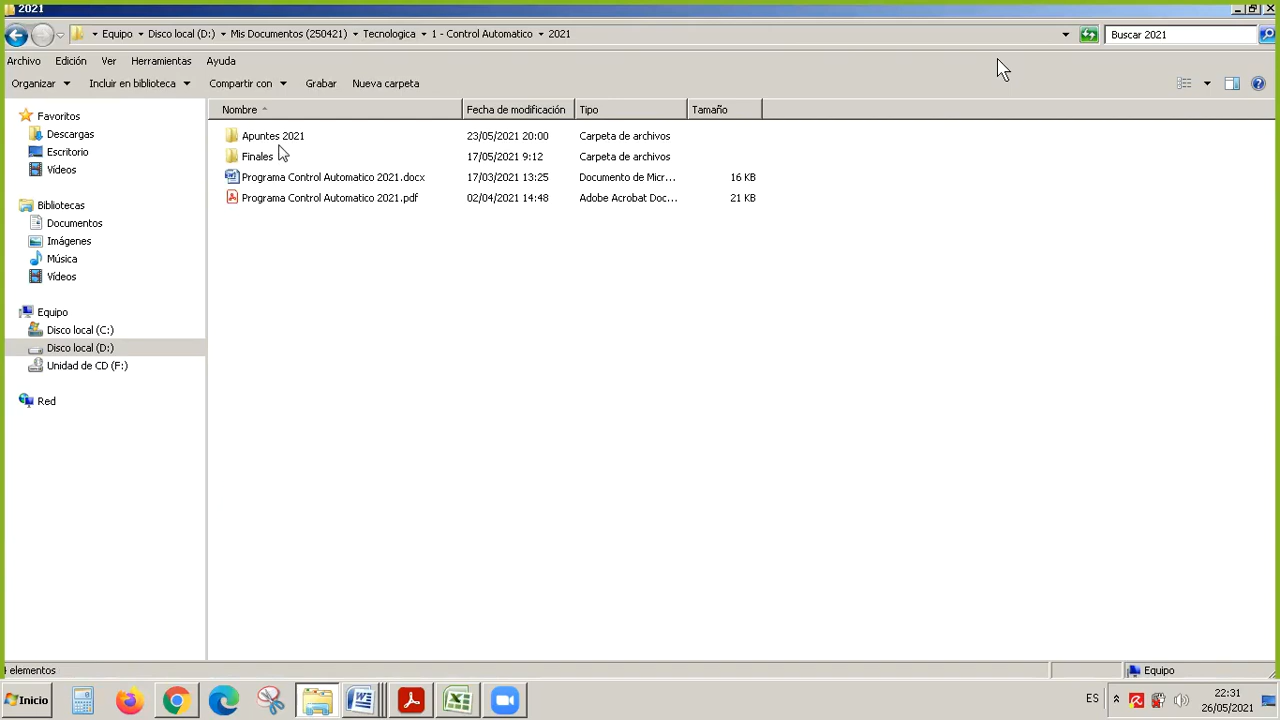 2021
Equipo Disco local (D:) Mis Documentos (250421) Tecnológica 1 - Control Automatico 2021
Buscar 2021
Archivo Edición Ver Herramientas Ayuda
Organizar Incluir en biblioteca Compartir con Grabar Nueva carpeta
Nombre Fecha de modificación Tipo Tamaño
Favoritos
Descargas
Escritorio
Vídeos
Bibliotecas
Documentos
Imágenes
Música
Vídeos
Equipo
Disco local (C:)
Disco local (D:)
Unidad de CD (F:)
Red
Apuntes 2021 23/05/2021 20:00 Carpeta de archivos
Finales 17/05/2021 9:12 Carpeta de archivos
Programa Control Automatico 2021.docx 17/03/2021 13:25 Documento de Micr... 16 KB
Programa Control Automatico 2021.pdf 02/04/2021 14:48 Adobe Acrobat Doc... 21 KB
elementos
Equipo
Inicio
ES
22:31
26/05/2021